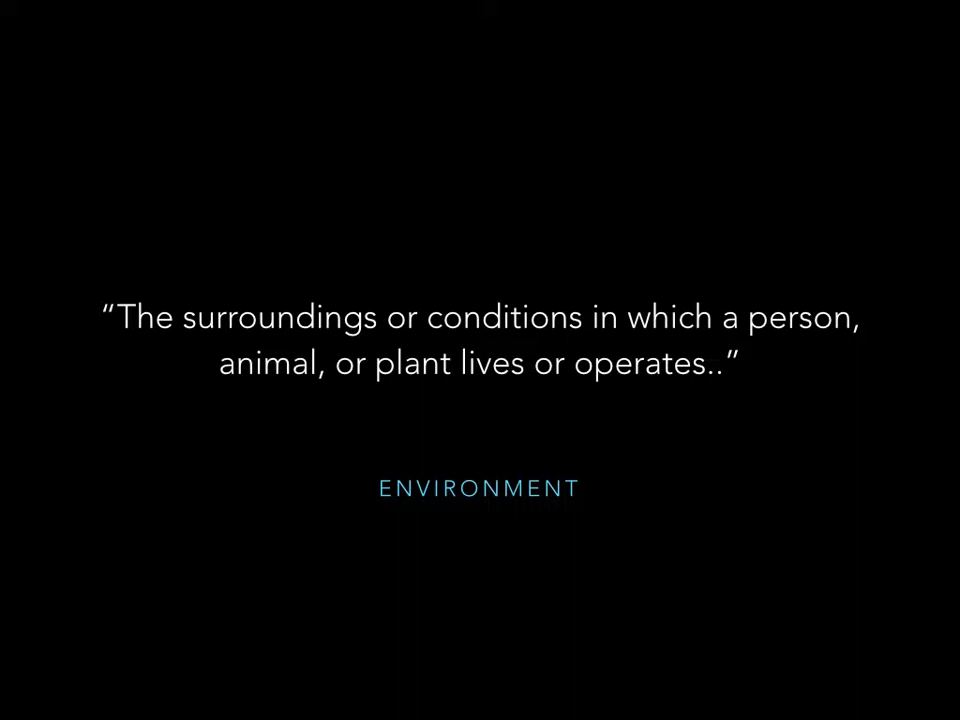 “The surroundings or conditions in which a person,
animal, or plant lives or operates..”
ENVIRONMENT